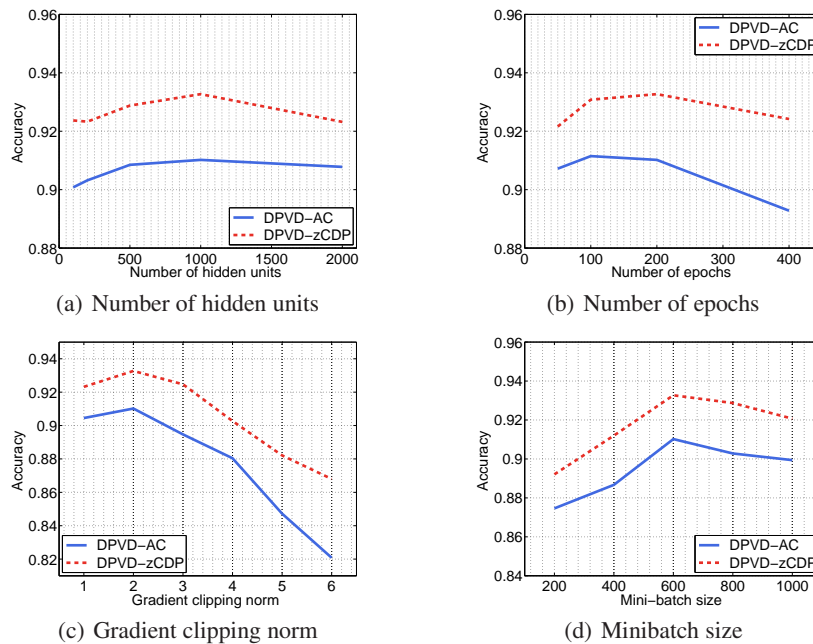 0.96
0.94
0.92
0.9
0.88
Accuracy
0 500 1000 1500 2000
Number of hidden units
DPVD−AC
DPVD−zCDP
(a) Number of hidden units
0.96
0.94
0.92
0.9
0.88
Accuracy
0 100 200 300 400
Number of epochs
DPVD−AC
DPVD−zCDP
(b) Number of epochs
0.94
0.92
0.9
0.88
0.86
0.84
0.82
Accuracy
1 2 3 4 5 6
Gradient clipping norm
DPVD−AC
DPVD−zCDP
(c) Gradient clipping norm
0.96
0.94
0.92
0.9
0.88
0.86
0.84
Accuracy
200 400 600 800 1000
Mini−batch size
DPVD−AC
DPVD−zCDP
(d) Minibatch size